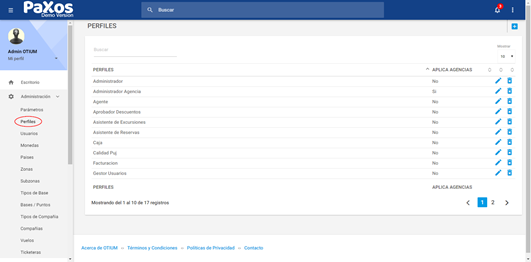 PaXos
Demo Version
Buscar
Admin OTIUM
Mi perfil
Escritorio
Administración
Parámetros
Perfiles
Usuarios
Monedas
Países
Zonas
Subzonas
Tipos de Base
Bases / Puntos
Tipos de Compañía
Compañías
Vuelos
Ticketeras
PERFILES
Buscar
Mostrar
10
PERFILES APLICA AGENCIAS
Administrador No
Administrador Agencia Si
Agente No
Aprobador Descuentos No
Asistente de Excursiones No
Asistente de Reservas No
Caja No
Calidad Puj No
Facturacion No
Gestor Usuarios No
PERFILES APLICA AGENCIAS
Mostrando del 1 al 10 de 17 registros
1 2
Acerca de OTIUM – Términos y Condiciones – Políticas de Privacidad – Contacto